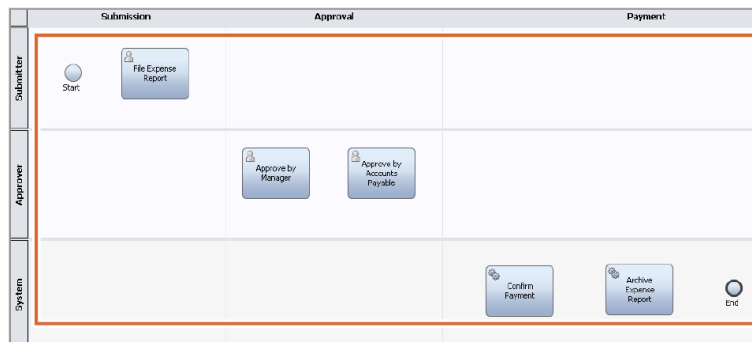 Submission
Approval
Payment
Submitter
Start
File Expense
Report
Approver
Approve by
Manager
Approve by
Accounts
Payable
System
Confirm
Payment
Archive
Expense
Report
End